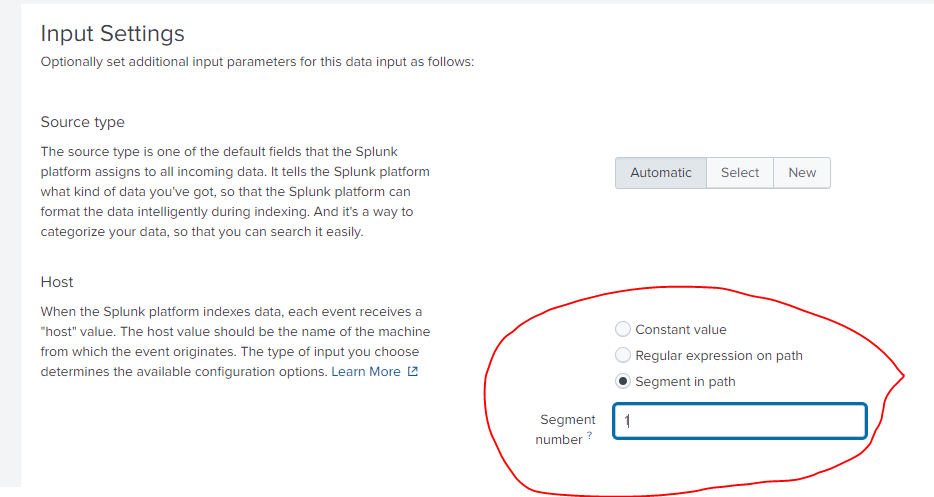 Input Settings
Optionally set additional input parameters for this data input as follows:
Source type
The source type is one of the default fields that the Splunk
platform assigns to all incoming data. It tells the Splunk platform
what kind of data you've got, so that the Splunk platform can
format the data intelligently during indexing. And it's a way to
categorize your data, so that you can search it easily.
Automatic Select New
Host
When the Splunk platform indexes data, each event receives a
"host" value. The host value should be the name of the machine
from which the event originates. The type of input you choose
determines the available configuration options. Learn More
Constant value
Regular expression on path
Segment in path
Segment
number ?
1